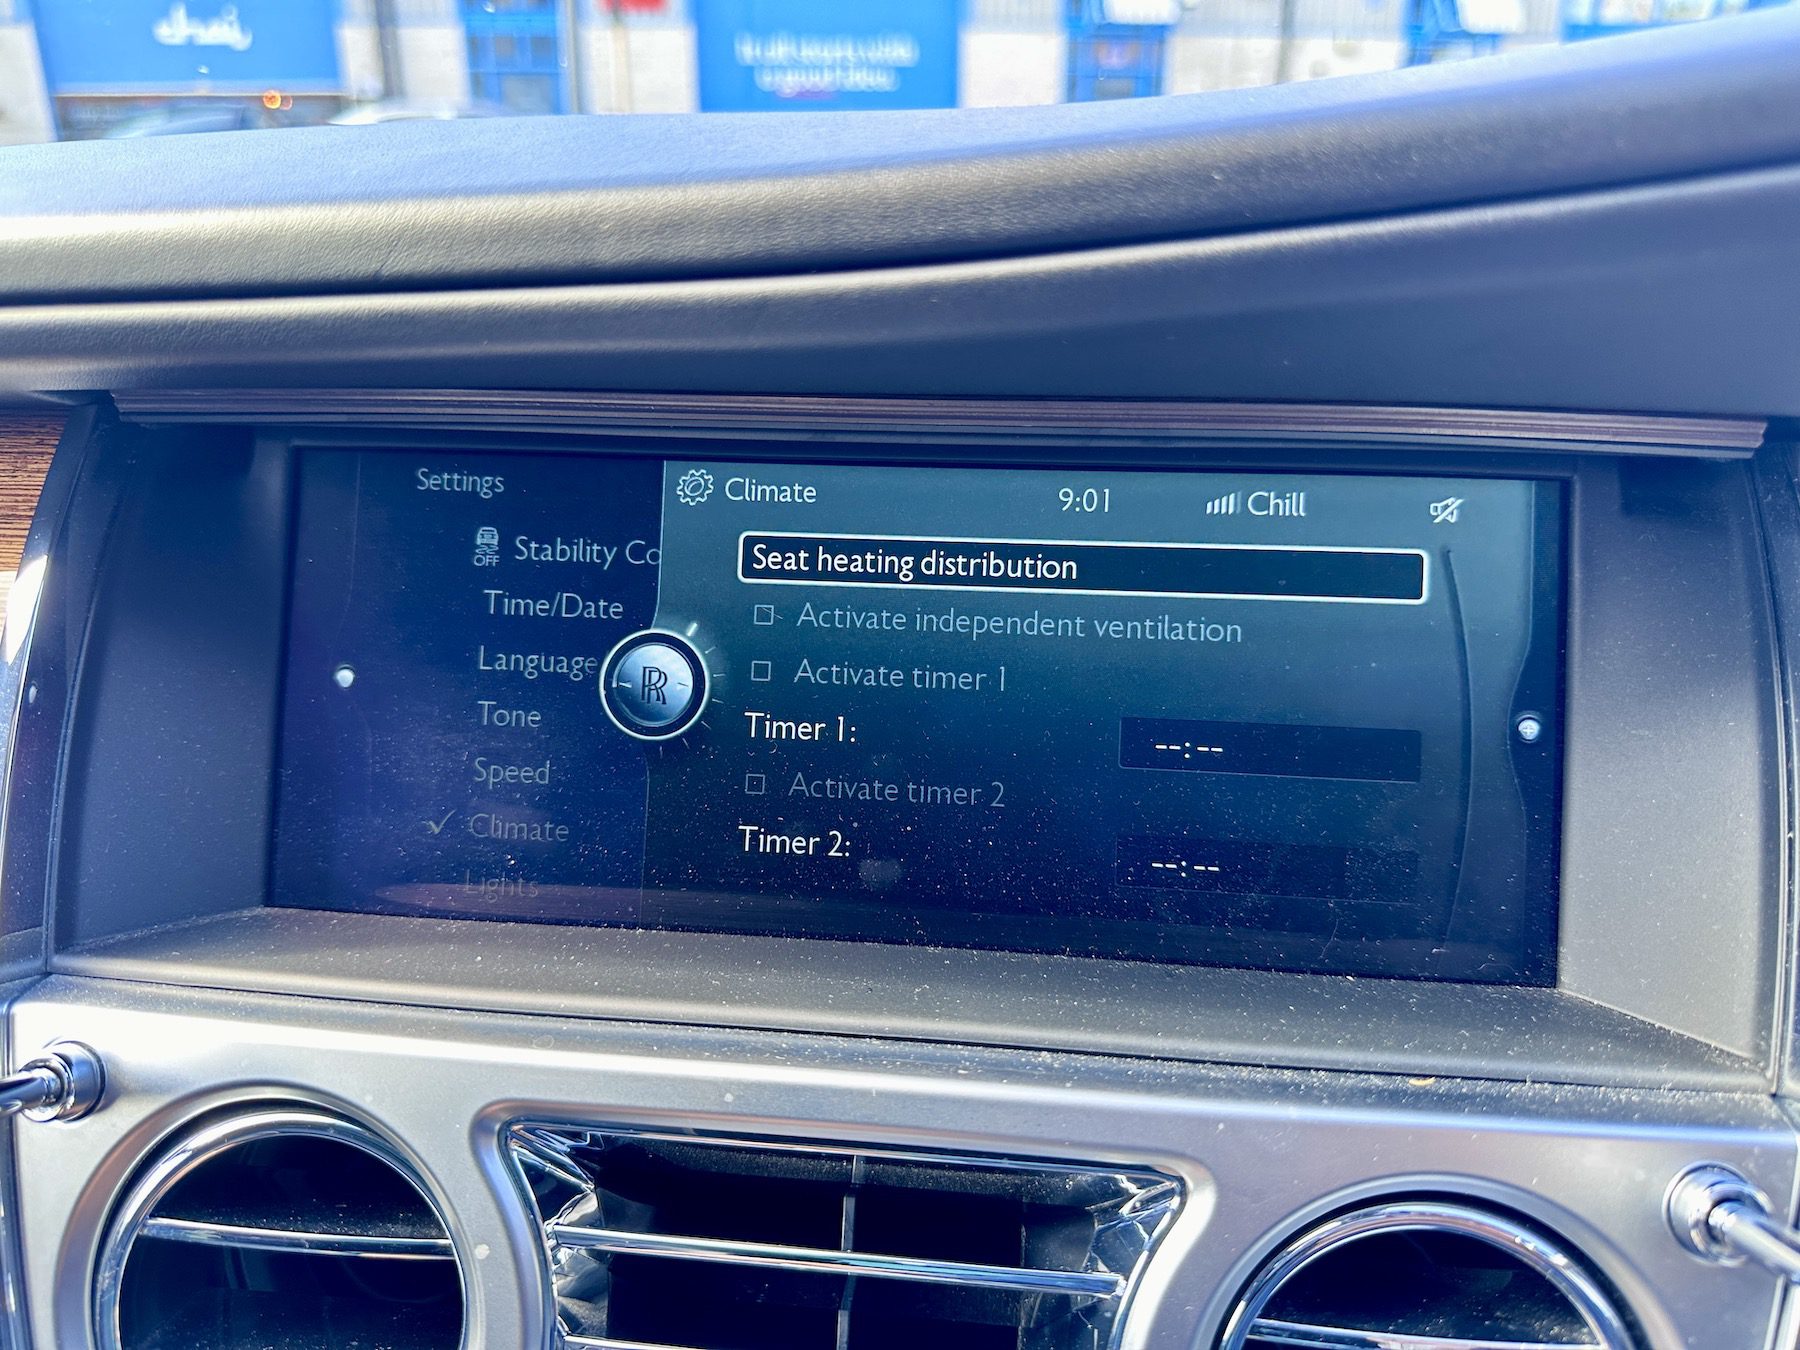 Settings
OFF Stability Co
Time/Date
Language
Tone
Speed
Climate
Lights
RR
Climate 9:01 Chill
Seat heating distribution
Activate independent ventilation
Activate timer 1
Timer 1: --:--
Activate timer 2
Timer 2: --:--